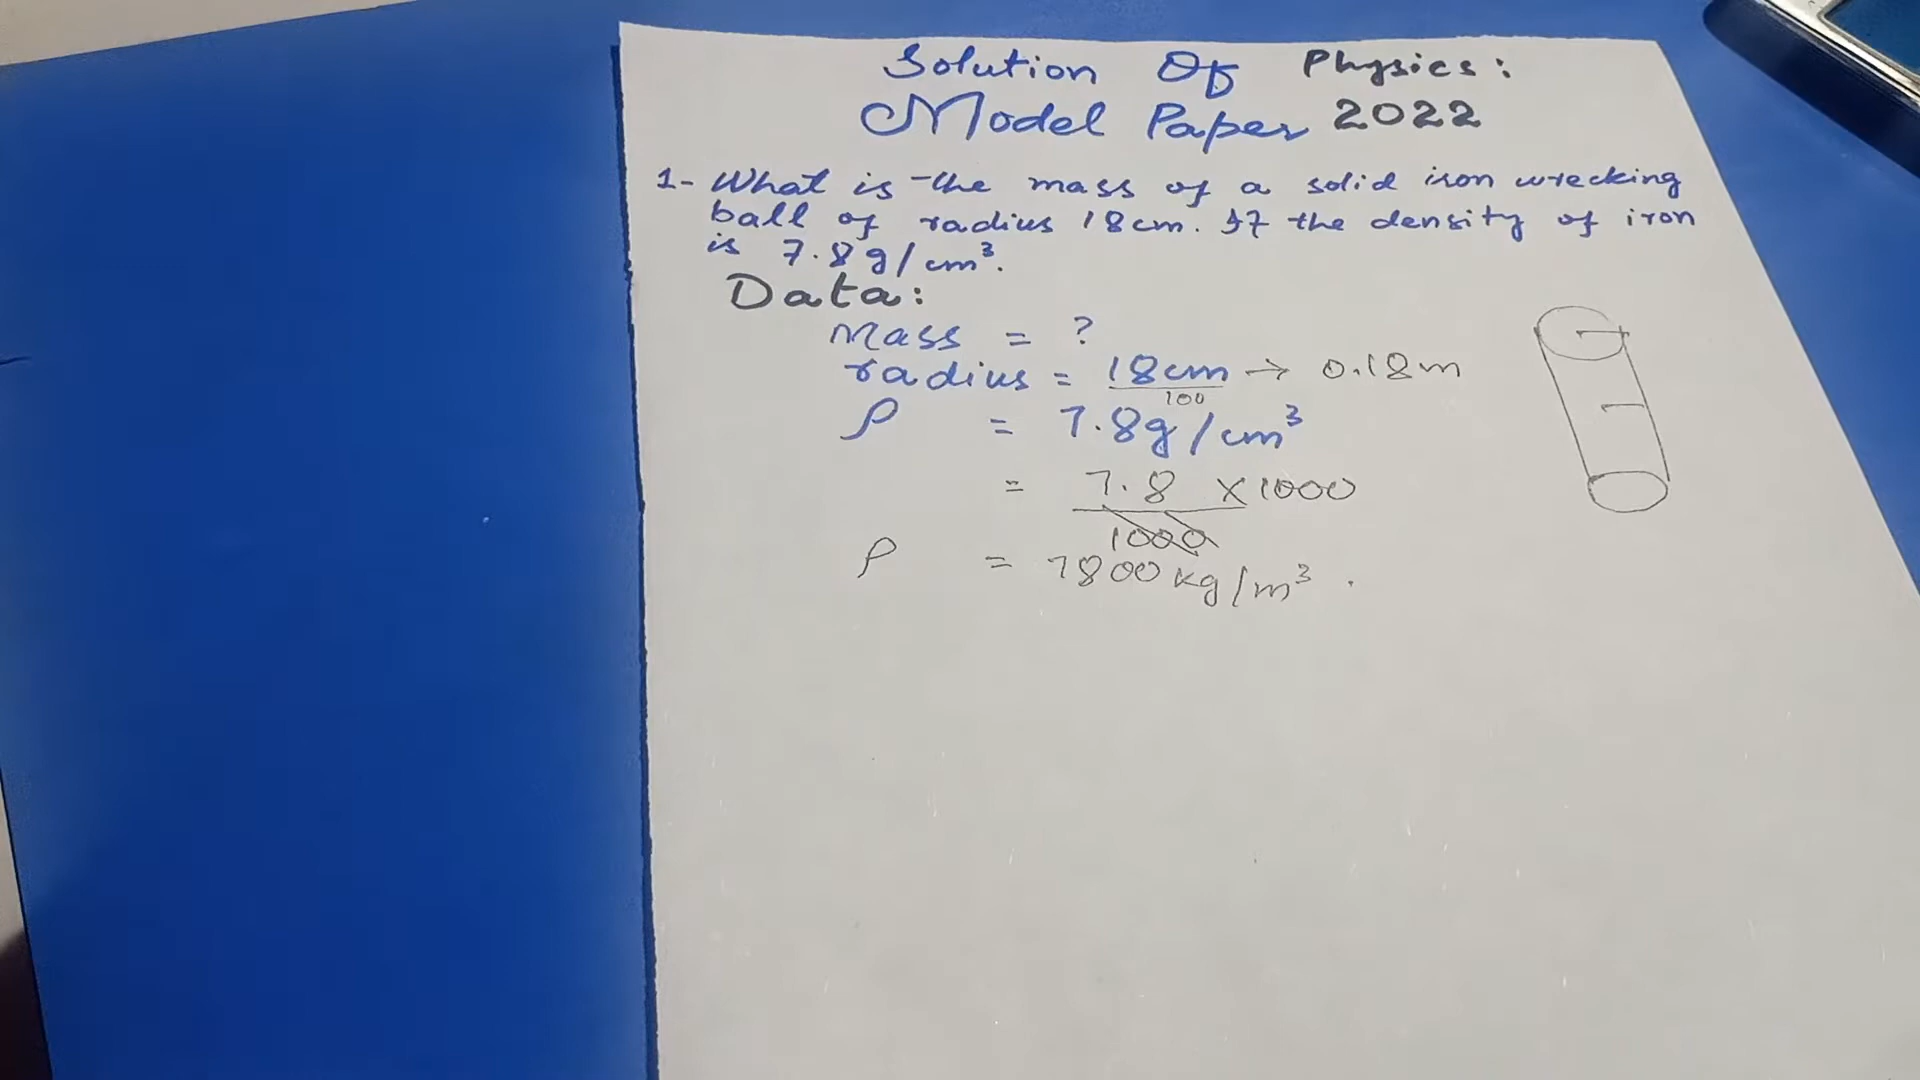 Solution Of Physics:
Model Paper 2022
1- What is the mass of a solid iron wrecking
ball of radius 18cm. If the density of iron
is 7.8g/cm³.
Data:
Mass = ?
radius = 18cm → 0.18m
100
ρ = 7.8g/cm³
= 7.8 × 1000
1000
ρ = 7800 kg/m³.